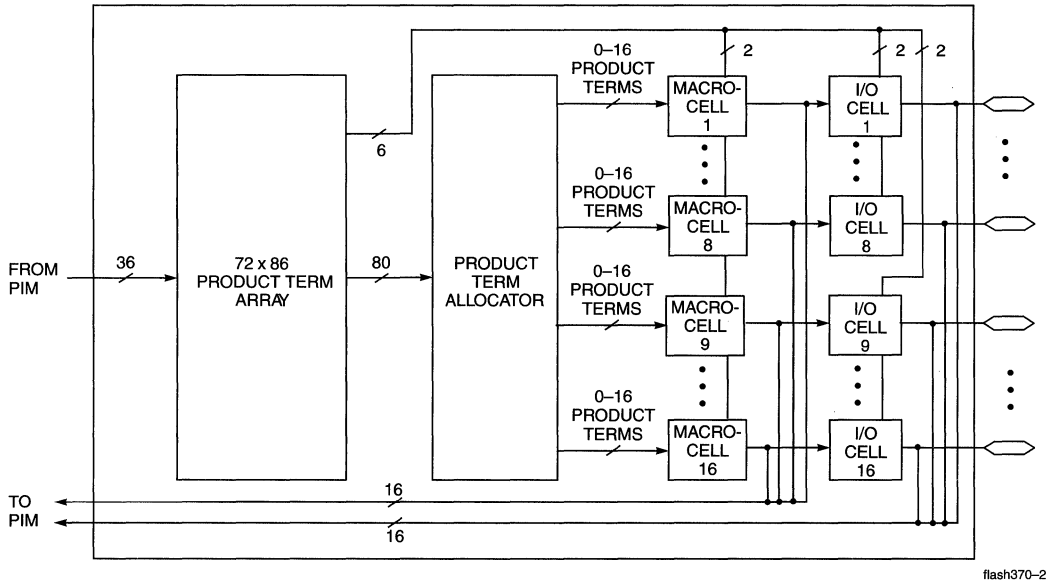 0–16
PRODUCT
TERMS
2
2
2
MACRO-
CELL
1
I/O
CELL
1
6
0–16
PRODUCT
TERMS
MACRO-
CELL
8
I/O
CELL
8
FROM
PIM
36
72 x 86
PRODUCT TERM
ARRAY
80
PRODUCT
TERM
ALLOCATOR
0–16
PRODUCT
TERMS
MACRO-
CELL
9
I/O
CELL
9
0–16
PRODUCT
TERMS
MACRO-
CELL
16
I/O
CELL
16
TO
PIM
16
16
flash370–2